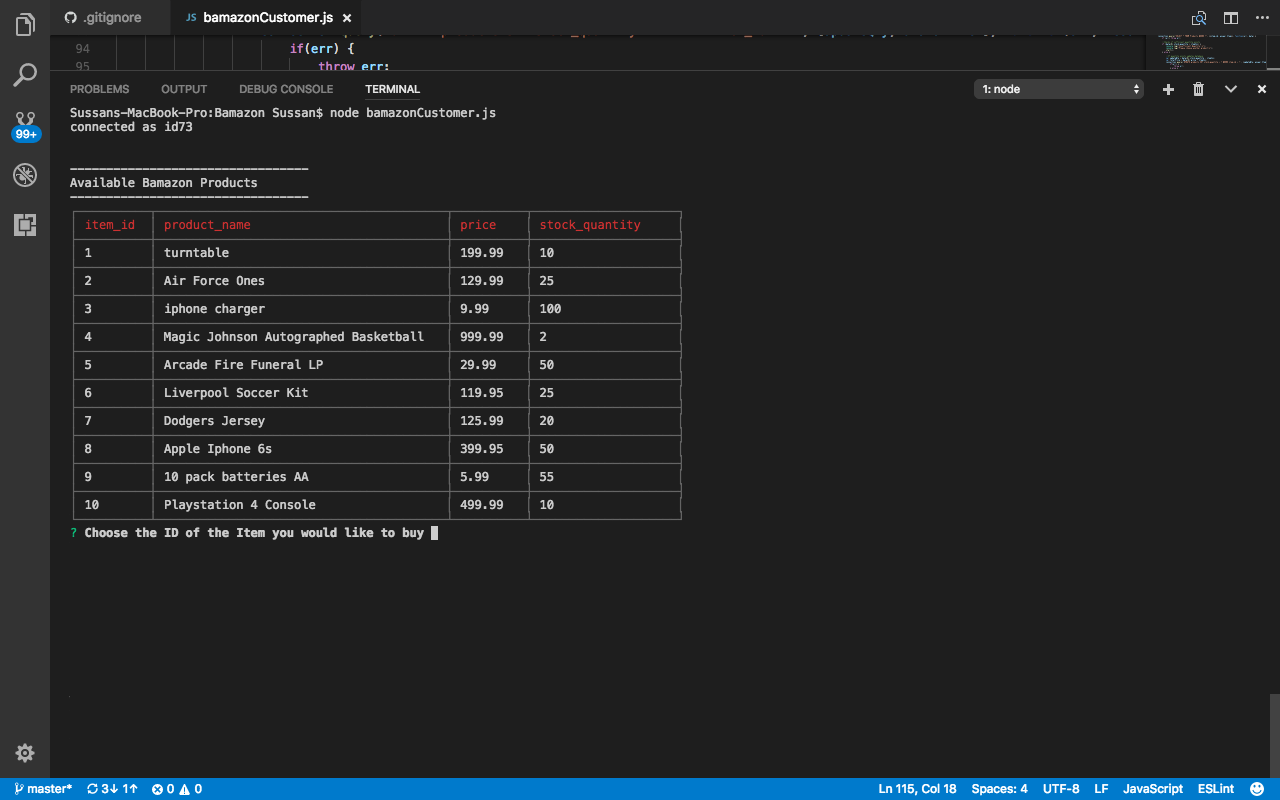 .gitignore
JS bamazonCustomer.js ×
94 if(err) {
95 throw err;
PROBLEMS OUTPUT DEBUG CONSOLE TERMINAL 1: node
Sussans-MacBook-Pro:Bamazon Sussan$ node bamazonCustomer.js
connected as id73
99+
---------------------------------
Available Bamazon Products
---------------------------------
item_id product_name price stock_quantity
1 turntable 199.99 10
2 Air Force Ones 129.99 25
3 iphone charger 9.99 100
4 Magic Johnson Autographed Basketball 999.99 2
5 Arcade Fire Funeral LP 29.99 50
6 Liverpool Soccer Kit 119.95 25
7 Dodgers Jersey 125.99 20
8 Apple Iphone 6s 399.95 50
9 10 pack batteries AA 5.99 55
10 Playstation 4 Console 499.99 10
? Choose the ID of the Item you would like to buy
master* 3↓ 1↑ 0 0 Ln 115, Col 18 Spaces: 4 UTF-8 LF JavaScript ESLint